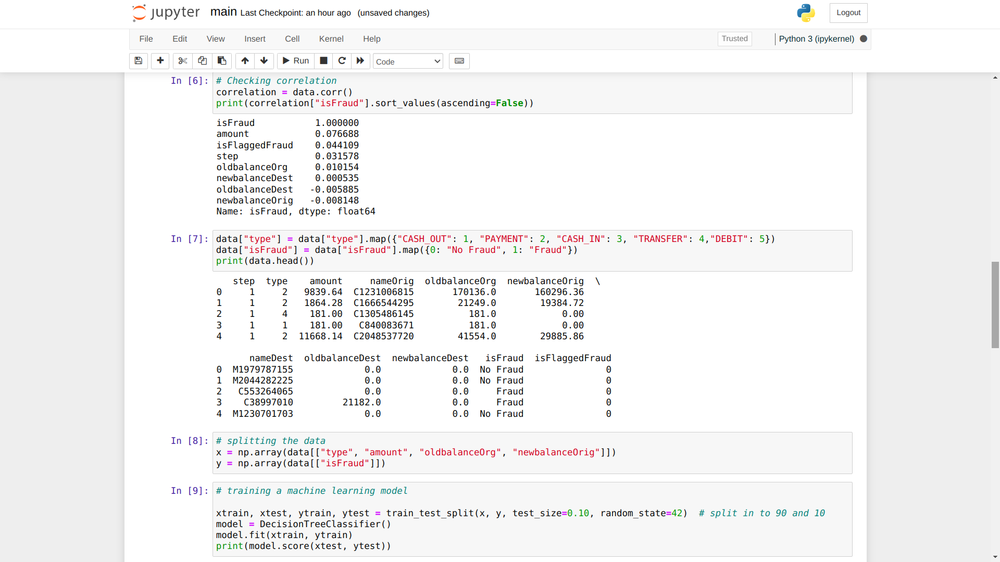 jupyter main Last Checkpoint: an hour ago (unsaved changes) Logout
File Edit View Insert Cell Kernel Help Trusted Python 3 (ipykernel)
Run Code
In [6]: # Checking correlation
correlation = data.corr()
print(correlation["isFraud"].sort_values(ascending=False))
isFraud 1.000000
amount 0.076688
isFlaggedFraud 0.044109
step 0.031578
oldbalanceOrg 0.010154
newbalanceDest 0.000535
oldbalanceDest -0.005885
newbalanceOrig -0.008148
Name: isFraud, dtype: float64
In [7]: data["type"] = data["type"].map({"CASH_OUT": 1, "PAYMENT": 2, "CASH_IN": 3, "TRANSFER": 4,"DEBIT": 5})
data["isFraud"] = data["isFraud"].map({0: "No Fraud", 1: "Fraud"})
print(data.head())
step type amount nameOrig oldbalanceOrg newbalanceOrig \
0 1 2 9839.64 C1231006815 170136.0 160296.36
1 1 2 1864.28 C1666544295 21249.0 19384.72
2 1 4 181.00 C1305486145 181.0 0.00
3 1 1 181.00 C840083671 181.0 0.00
4 1 2 11668.14 C2048537720 41554.0 29885.86
nameDest oldbalanceDest newbalanceDest isFraud isFlaggedFraud
0 M1979787155 0.0 0.0 No Fraud 0
1 M2044282225 0.0 0.0 No Fraud 0
2 C553264065 0.0 0.0 Fraud 0
3 C38997010 21182.0 0.0 Fraud 0
4 M1230701703 0.0 0.0 No Fraud 0
In [8]: # splitting the data
x = np.array(data[["type", "amount", "oldbalanceOrg", "newbalanceOrig"]])
y = np.array(data[["isFraud"]])
In [9]: # training a machine learning model
xtrain, xtest, ytrain, ytest = train_test_split(x, y, test_size=0.10, random_state=42) # split in to 90 and 10
model = DecisionTreeClassifier()
model.fit(xtrain, ytrain)
print(model.score(xtest, ytest))